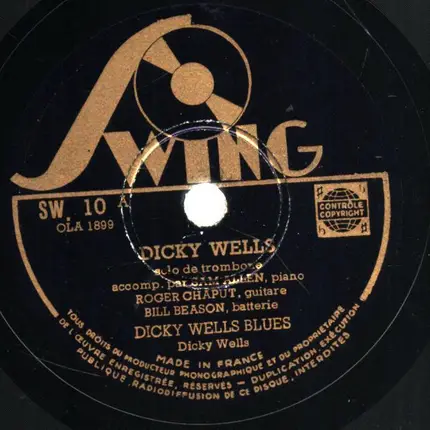 SWING
SW. 10 A
OLA 1899
CONTRÔLE
COPYRIGHT
DICKY WELLS
solo de trombone
accomp. par SAM ALLEN, piano
ROGER CHAPUT, guitare
BILL BEASON, batterie
DICKY WELLS BLUES
Dicky Wells
MADE IN FRANCE
TOUS DROITS DU PRODUCTEUR PHONOGRAPHIQUE ET DU PROPRIÉTAIRE
DE L'ŒUVRE ENREGISTRÉE, RÉSERVÉS - DUPLICATION, EXÉCUTION
PUBLIQUE, RADIODIFFUSION DE CE DISQUE, INTERDITES